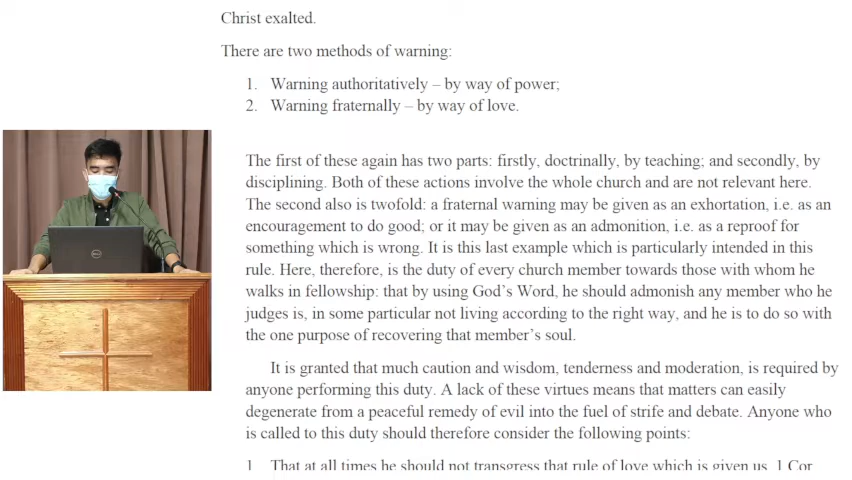 Christ exalted.
There are two methods of warning:
1. Warning authoritatively – by way of power;
2. Warning fraternally – by way of love.
The first of these again has two parts: firstly, doctrinally, by teaching; and secondly, by
disciplining. Both of these actions involve the whole church and are not relevant here.
The second also is twofold: a fraternal warning may be given as an exhortation, i.e. as an
encouragement to do good; or it may be given as an admonition, i.e. as a reproof for
something which is wrong. It is this last example which is particularly intended in this
rule. Here, therefore, is the duty of every church member towards those with whom he
walks in fellowship: that by using God’s Word, he should admonish any member who he
judges is, in some particular not living according to the right way, and he is to do so with
the one purpose of recovering that member’s soul.
It is granted that much caution and wisdom, tenderness and moderation, is required by
anyone performing this duty. A lack of these virtues means that matters can easily
degenerate from a peaceful remedy of evil into the fuel of strife and debate. Anyone who
is called to this duty should therefore consider the following points:
1 That at all times he should not transgress that rule of love which is given us 1 Cor
DELL